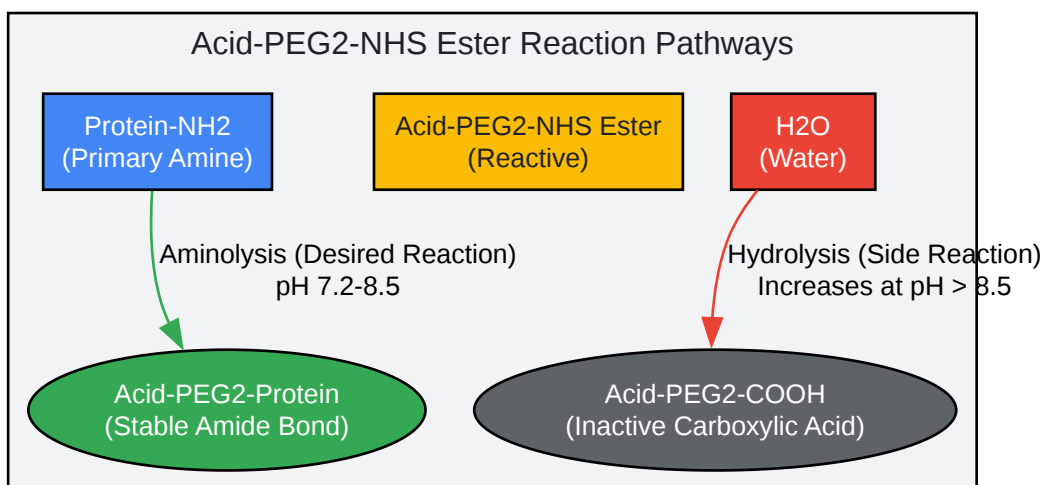 Acid-PEG2-NHS Ester Reaction Pathways
Protein-NH2
(Primary Amine)
Acid-PEG2-NHS Ester
(Reactive)
H2O
(Water)
Aminolysis (Desired Reaction)
pH 7.2-8.5
Hydrolysis (Side Reaction)
Increases at pH > 8.5
Acid-PEG2-Protein
(Stable Amide Bond)
Acid-PEG2-COOH
(Inactive Carboxylic Acid)